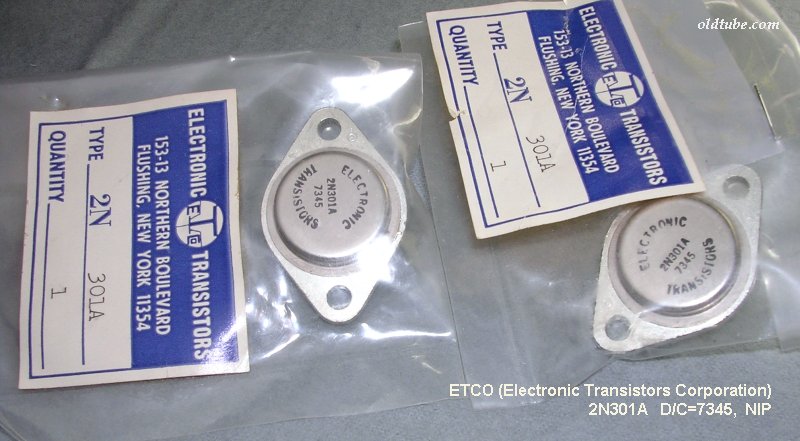 oldtube.com
ELECTRONIC ETCO TRANSISTORS
153-13 NORTHERN BOULEVARD
FLUSHING, NEW YORK 11354
TYPE 2N 301A
QUANTITY 1
ELECTRONIC
2N301A
7345
TRANSISTORS
ELECTRONIC ETCO TRANSISTORS
153-13 NORTHERN BOULEVARD
FLUSHING, NEW YORK 11354
TYPE 2N 301A
QUANTITY 1
ELECTRONIC
2N301A
7345
TRANSISTORS
ETCO (Electronic Transistors Corporation)
2N301A D/C=7345, NIP